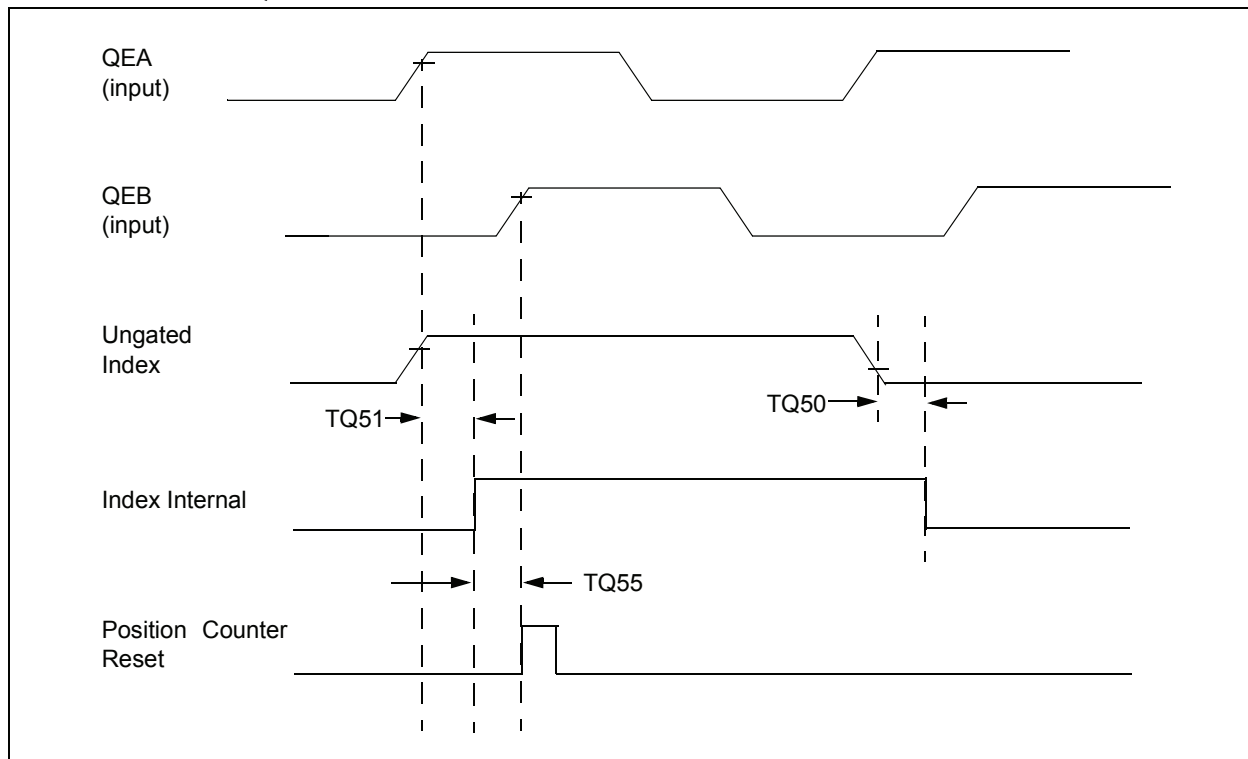 QEA
(input)
QEB
(input)
Ungated
Index
TQ51
TQ50
Index Internal
TQ55
Position Counter
Reset